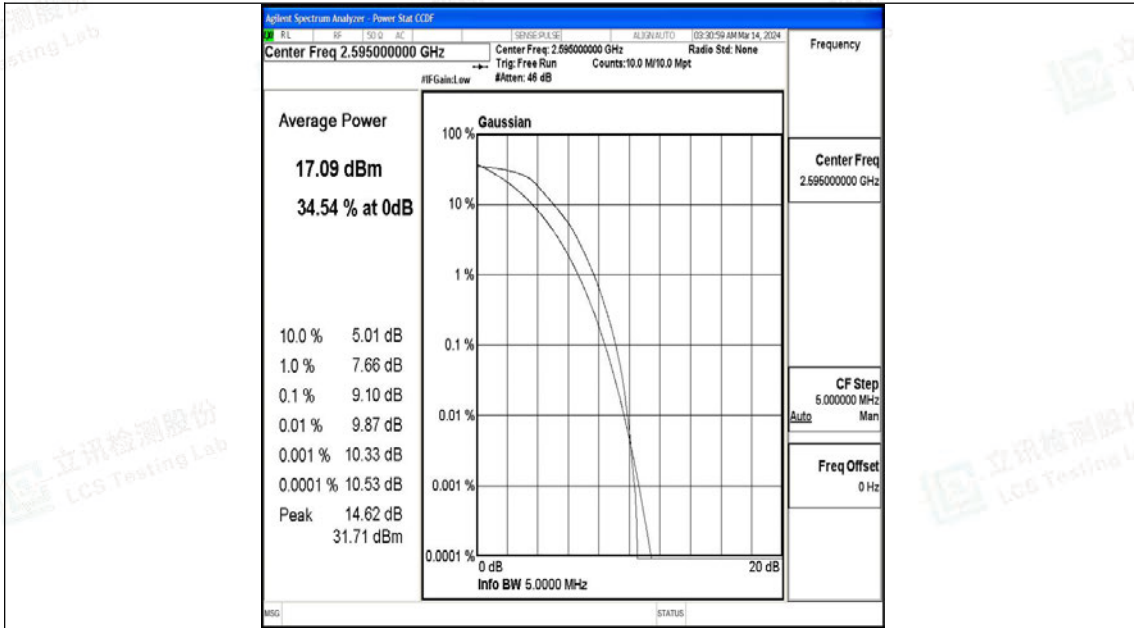 Agilent Spectrum Analyzer - Power Stat CCDF
RL RF 50 Ω AC SENSE:PULSE ALIGN AUTO 03:30:59 AM Mar 14, 2024
Center Freq 2.595000000 GHz
Center Freq: 2.595000000 GHz Radio Std: None
Trig: Free Run Counts:10.0 M/10.0 Mpt
#IFGain:Low #Atten: 46 dB
Frequency
Average Power
17.09 dBm
34.54 % at 0dB
10.0 % 5.01 dB
1.0 % 7.66 dB
0.1 % 9.10 dB
0.01 % 9.87 dB
0.001 % 10.33 dB
0.0001 % 10.53 dB
Peak 14.62 dB
31.71 dBm
Gaussian
100 %
10 %
1 %
0.1 %
0.01 %
0.001 %
0.0001 %
0 dB 20 dB
Info BW 5.0000 MHz
Center Freq
2.595000000 GHz
CF Step
5.000000 MHz
Auto Man
Freq Offset
0 Hz
MSG STATUS
立讯检测股份
LCS Testing Lab
立讯检测股份
LCS Testing L